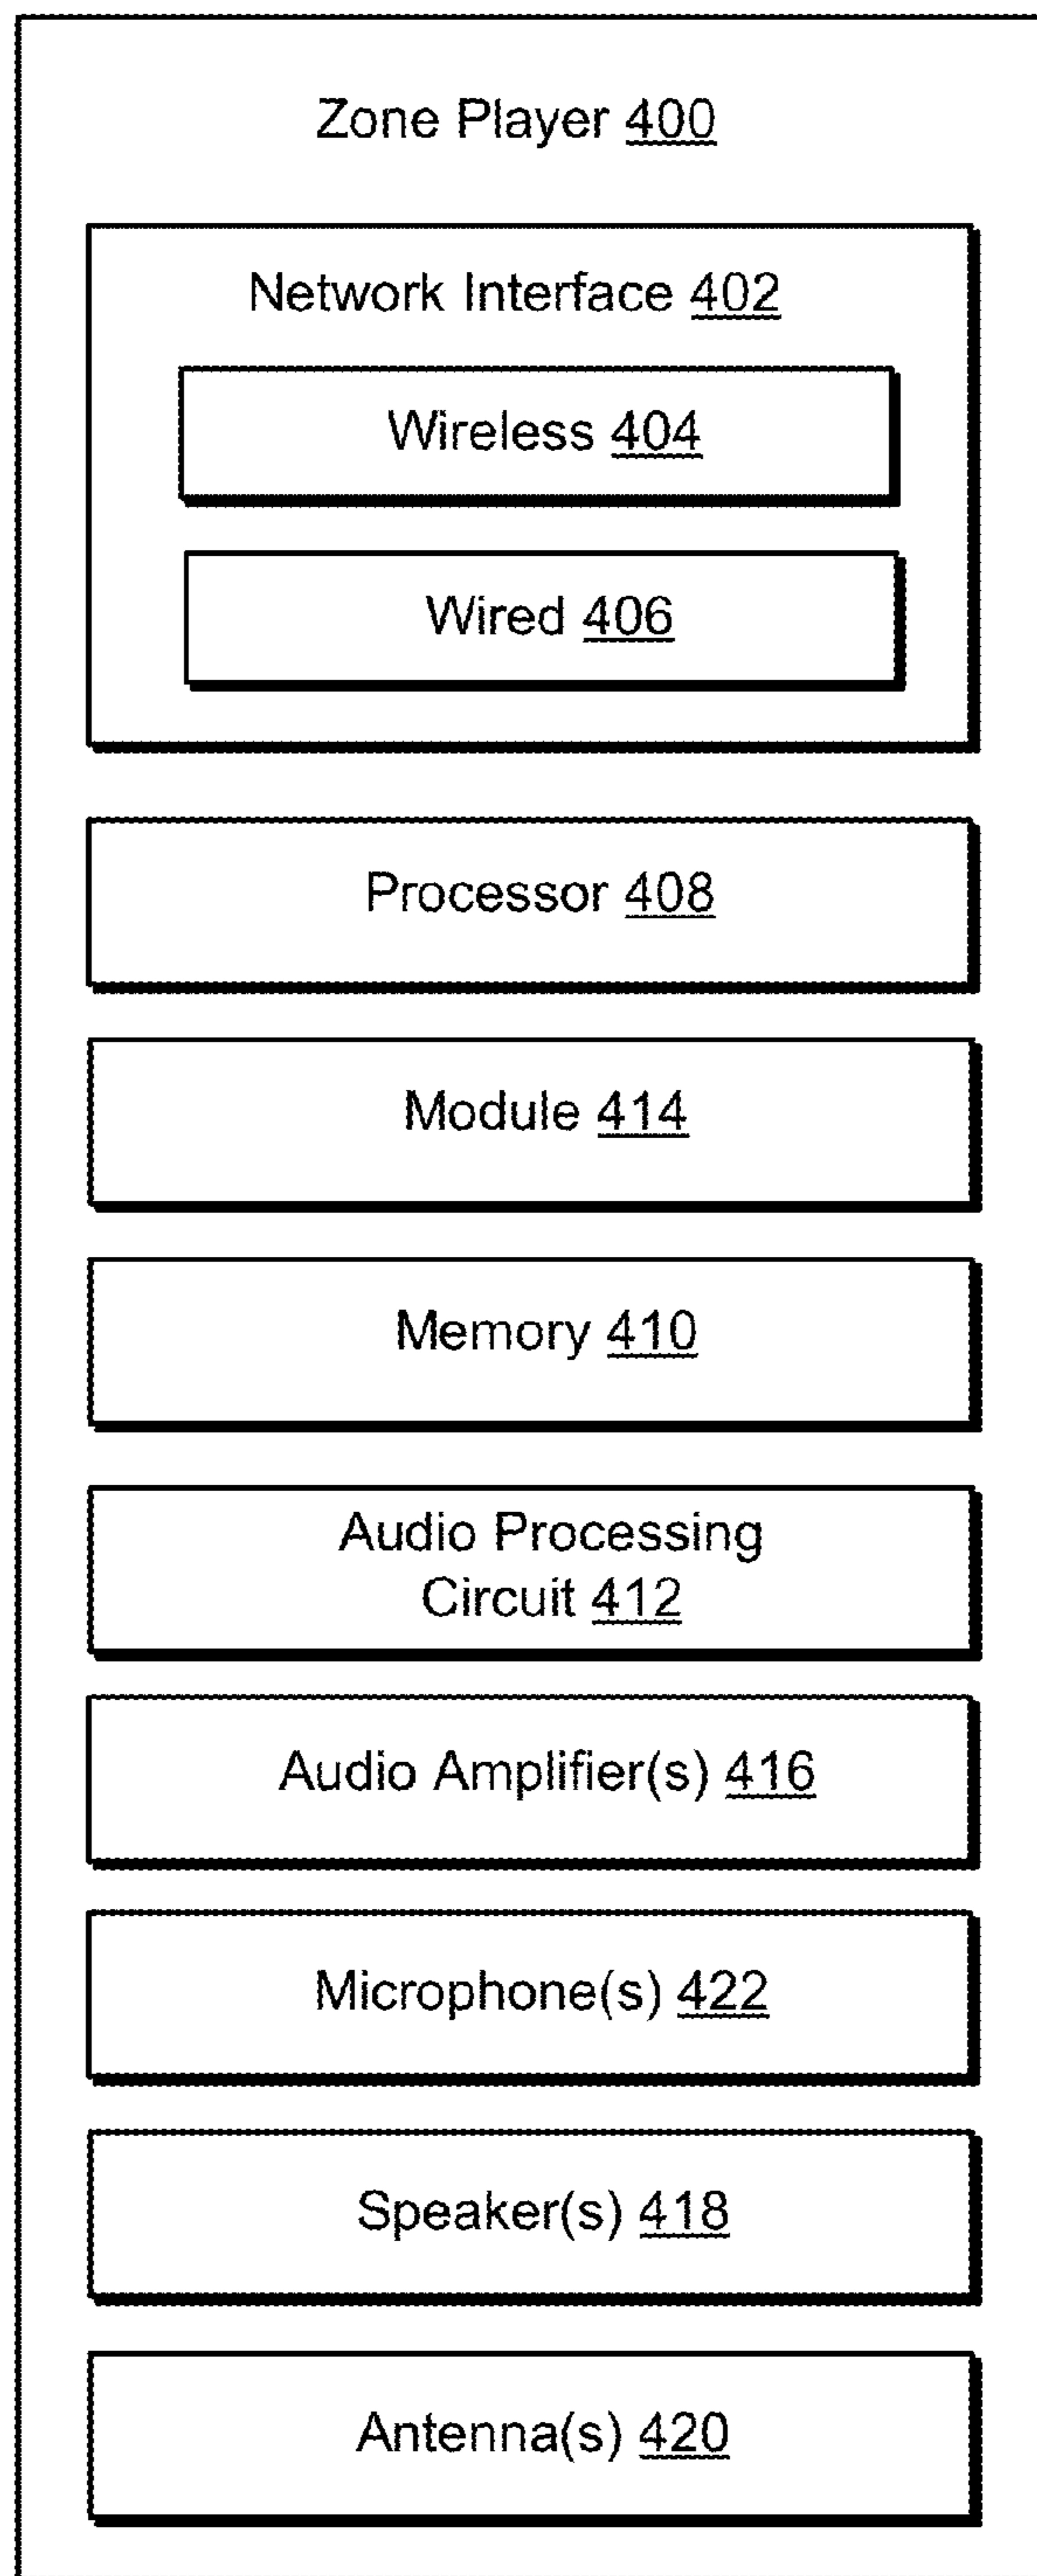 Zone Player 400
Network Interface 402
Wireless 404
Wired 406
Processor 408
Module 414
Memory 410
Audio Processing
Circuit 412
Audio Amplifier(s) 416
Microphone(s) 422
Speaker(s) 418
Antenna(s) 420